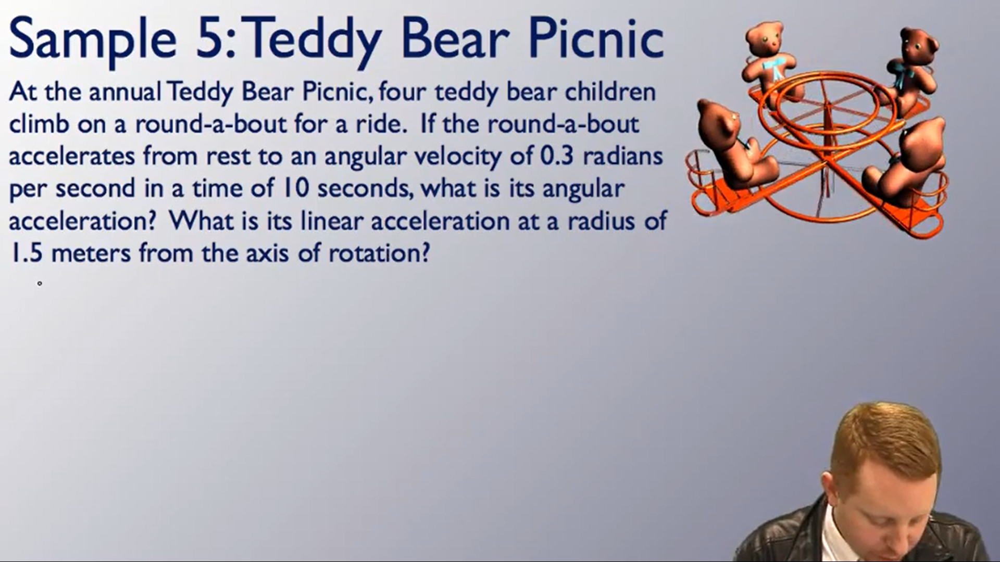 Sample 5: Teddy Bear Picnic
At the annual Teddy Bear Picnic, four teddy bear children
climb on a round-a-bout for a ride. If the round-a-bout
accelerates from rest to an angular velocity of 0.3 radians
per second in a time of 10 seconds, what is its angular
acceleration? What is its linear acceleration at a radius of
1.5 meters from the axis of rotation?